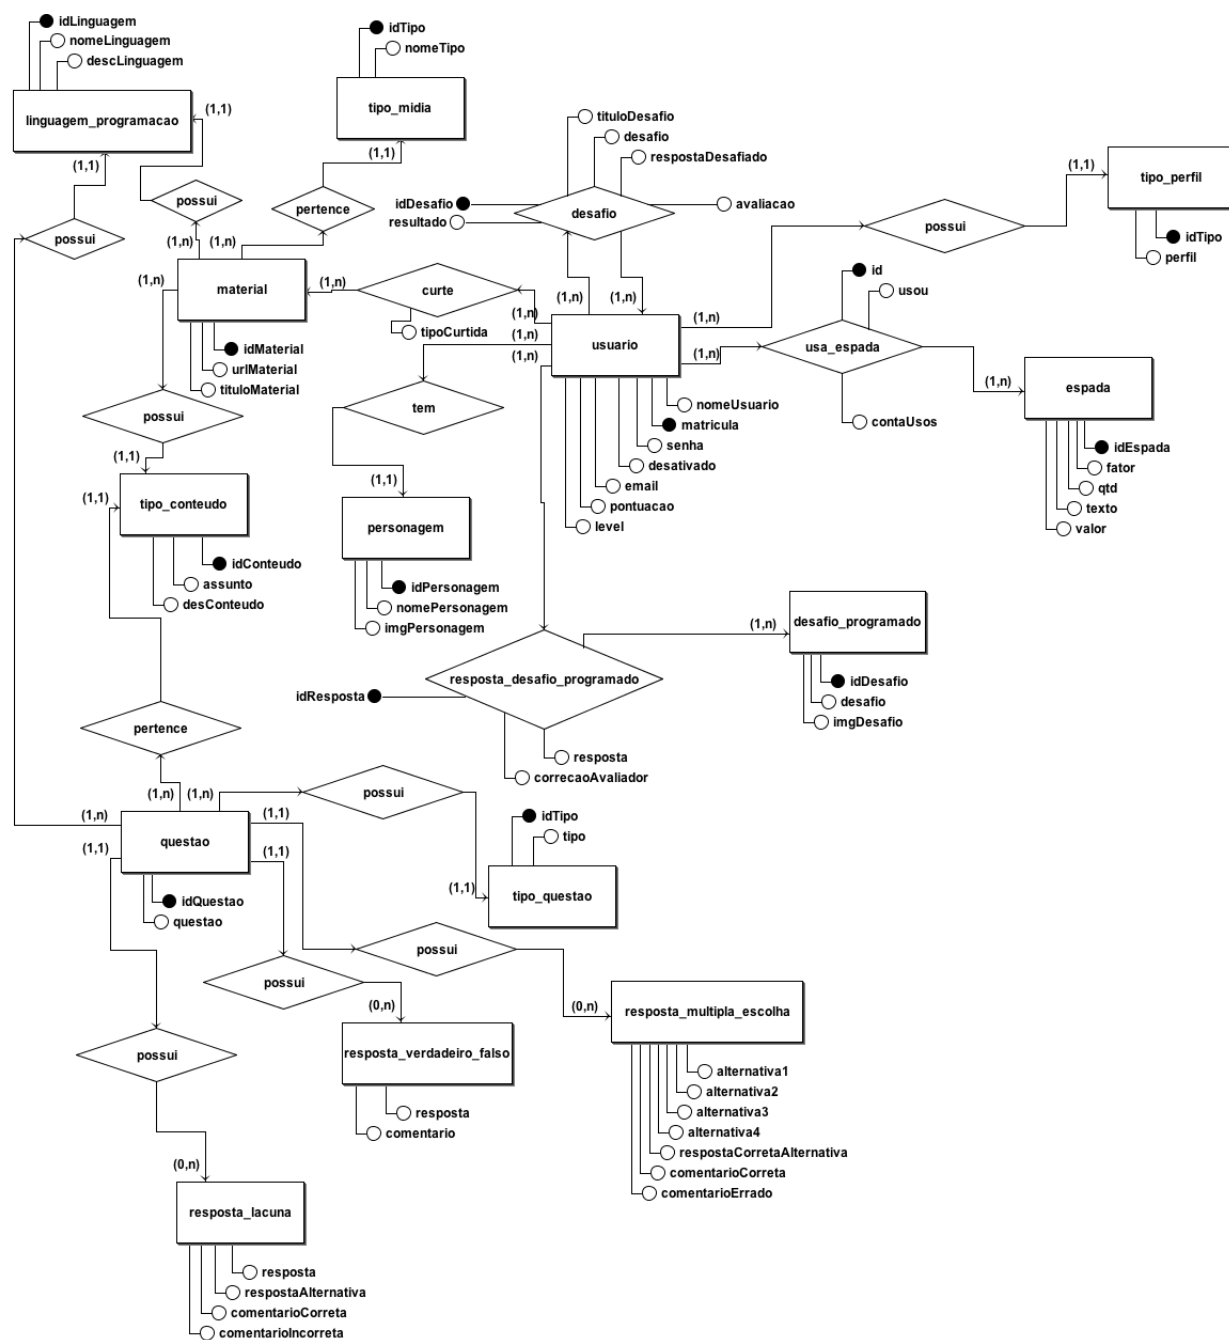 idLinguagem
nomeLinguagem
descLinguagem
linguagem_programacao
(1,1)
(1,1)
possui
possui
(1,n)
(1,n)
idTipo
nomeTipo
tipo_midia
(1,1)
pertence
tituloDesafio
desafio
respostaDesafiado
idDesafio
resultado
desafio
avaliacao
(1,n)
(1,n)
possui
(1,1)
tipo_perfil
idTipo
perfil
(1,n)
material
(1,n)
curte
tipoCurtida
idMaterial
urlMaterial
tituloMaterial
(1,n)
(1,n)
(1,n)
usuario
(1,n)
(1,n)
id
usou
usa_espada
contaUsos
(1,n)
espada
idEspada
fator
qtd
texto
valor
nomeUsuario
matricula
senha
desativado
email
pontuacao
level
tem
(1,1)
personagem
idPersonagem
nomePersonagem
imgPersonagem
possui
(1,1)
(1,1)
tipo_conteudo
idConteudo
assunto
desConteudo
(1,n)
desafio_programado
idDesafio
desafio
imgDesafio
resposta_desafio_programado
idResposta
resposta
correcaoAvaliador
pertence
(1,n)
(1,n)
(1,n)
possui
(1,1)
(1,1)
(1,1)
questao
idQuestao
questao
idTipo
tipo
(1,1)
tipo_questao
possui
possui
(0,n)
resposta_verdadeiro_falso
resposta
comentario
(0,n)
resposta_multipla_escolha
alternativa1
alternativa2
alternativa3
alternativa4
respostaCorretaAlternativa
comentarioCorreta
comentarioErrado
possui
(0,n)
resposta_lacuna
resposta
respostaAlternativa
comentarioCorreta
comentarioIncorreta